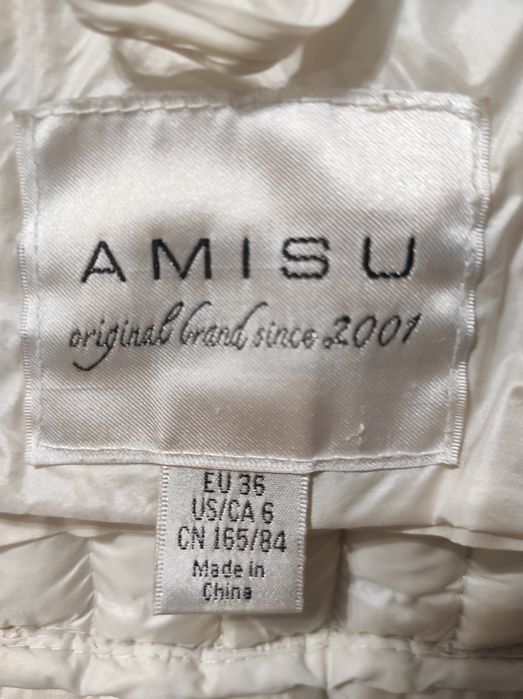 AMISU
original brand since 2001
EU 36
US/CA 6
CN 165/84
Made in
China